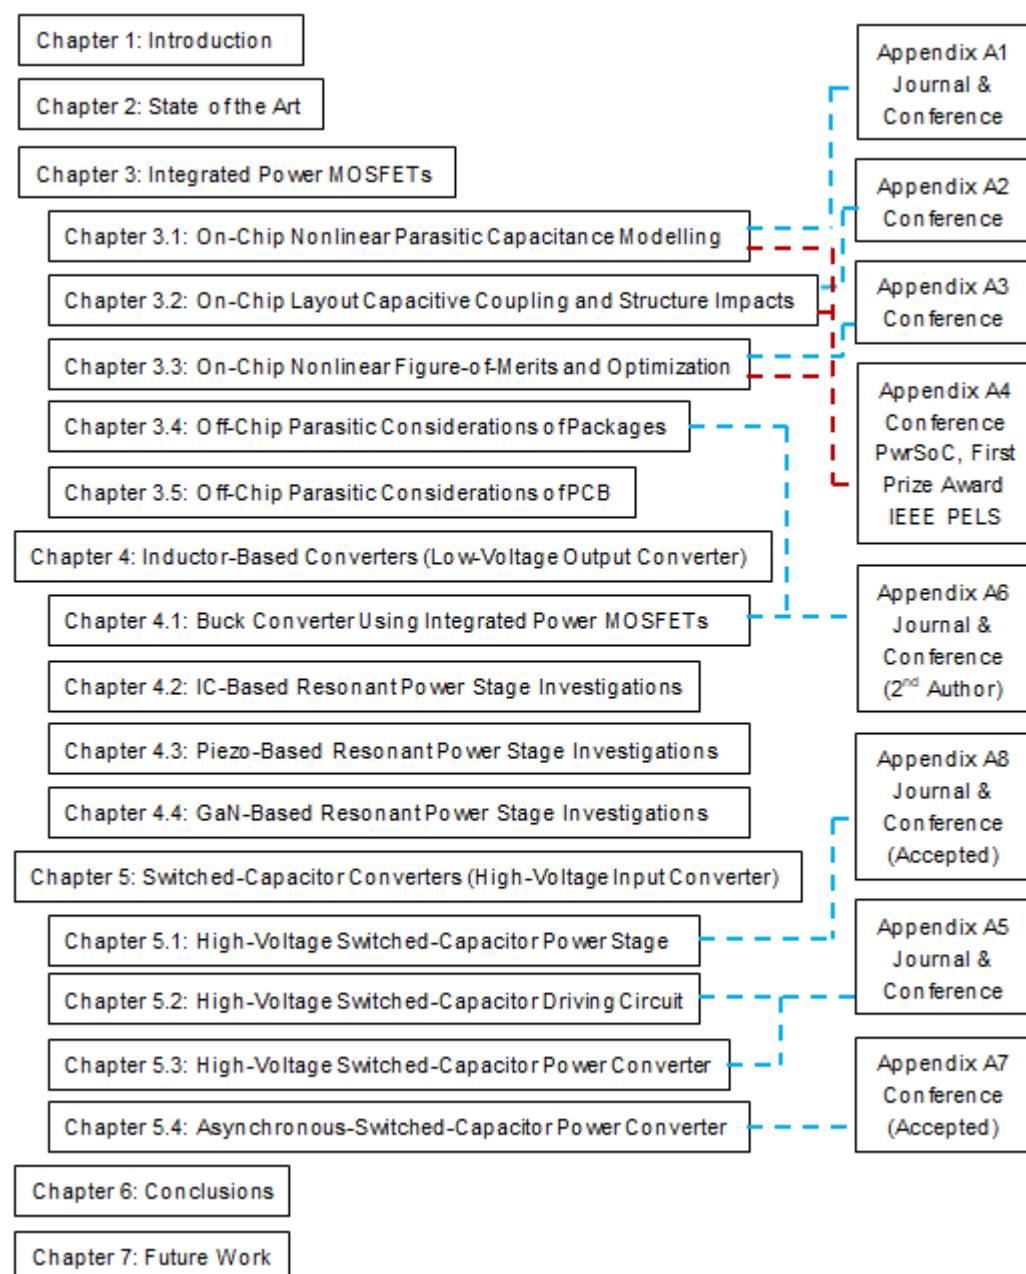 Chapter 1: Introduction
Chapter 2: State of the Art
Chapter 3: Integrated Power MOSFETs
Chapter 3.1: On-Chip Nonlinear Parasitic Capacitance Modelling
Chapter 3.2: On-Chip Layout Capacitive Coupling and Structure Impacts
Chapter 3.3: On-Chip Nonlinear Figure-of-Merits and Optimization
Chapter 3.4: Off-Chip Parasitic Considerations of Packages
Chapter 3.5: Off-Chip Parasitic Considerations of PCB
Chapter 4: Inductor-Based Converters (Low-Voltage Output Converter)
Chapter 4.1: Buck Converter Using Integrated Power MOSFETs
Chapter 4.2: IC-Based Resonant Power Stage Investigations
Chapter 4.3: Piezo-Based Resonant Power Stage Investigations
Chapter 4.4: GaN-Based Resonant Power Stage Investigations
Chapter 5: Switched-Capacitor Converters (High-Voltage Input Converter)
Chapter 5.1: High-Voltage Switched-Capacitor Power Stage
Chapter 5.2: High-Voltage Switched-Capacitor Driving Circuit
Chapter 5.3: High-Voltage Switched-Capacitor Power Converter
Chapter 5.4: Asynchronous-Switched-Capacitor Power Converter
Chapter 6: Conclusions
Chapter 7: Future Work
Appendix A1
Journal &
Conference
Appendix A2
Conference
Appendix A3
Conference
Appendix A4
Conference
PwrSoC, First
Prize Award
IEEE PELS
Appendix A6
Journal &
Conference
(2nd Author)
Appendix A8
Journal &
Conference
(Accepted)
Appendix A5
Journal &
Conference
Appendix A7
Conference
(Accepted)